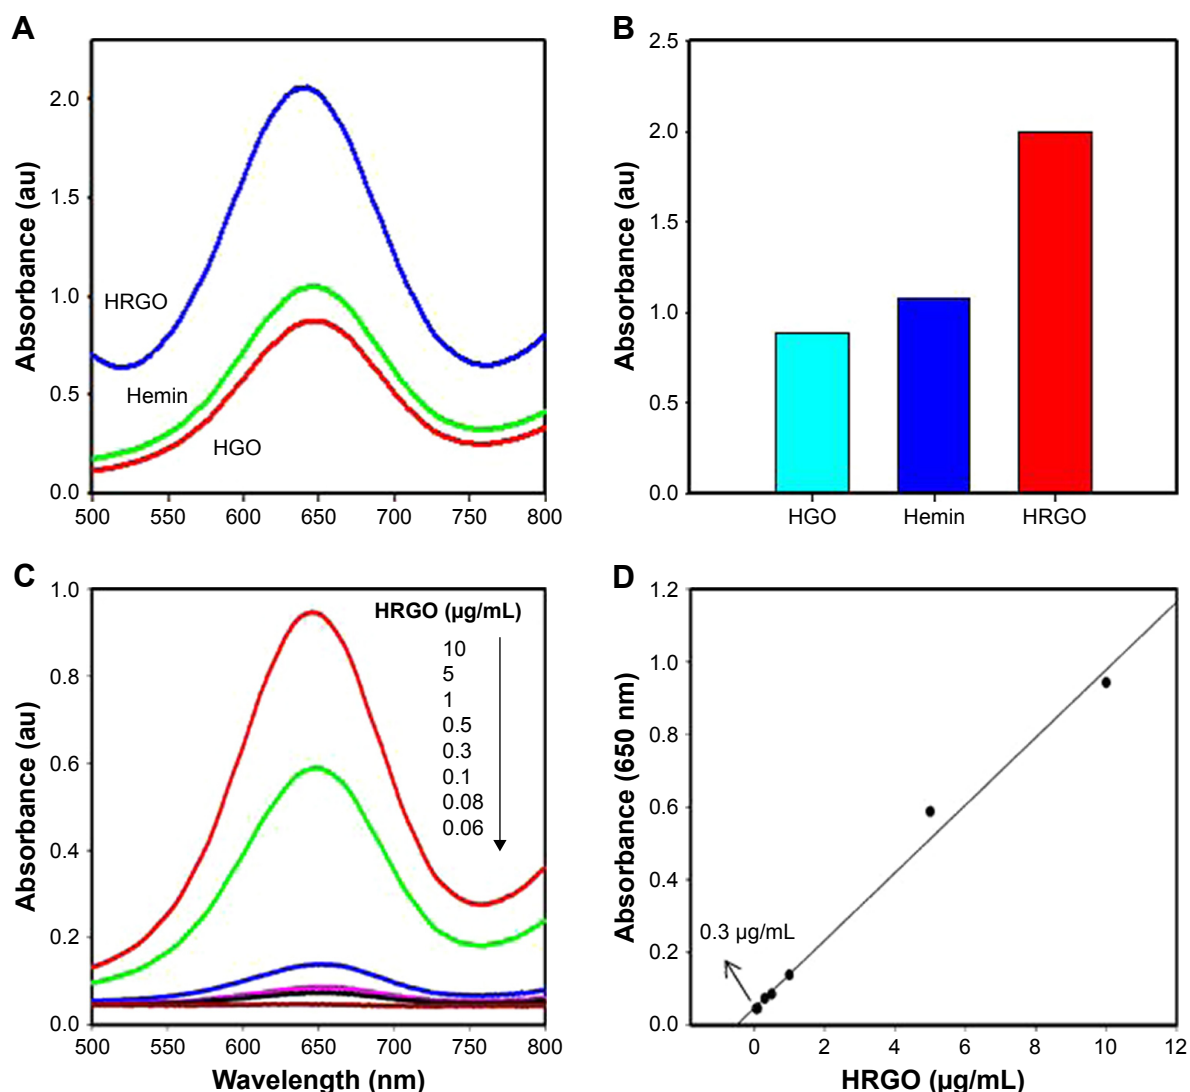 A
Absorbance (au)
2.0
1.5
1.0
0.5
0.0
HRGO
Hemin
HGO
500 550 600 650 700 750 800
B
Absorbance (au)
2.5
2.0
1.5
1.0
0.5
0.0
HGO Hemin HRGO
C
Absorbance (au)
1.0
0.8
0.6
0.4
0.2
0.0
HRGO (µg/mL)
10
5
1
0.5
0.3
0.1
0.08
0.06
500 550 600 650 700 750 800
Wavelength (nm)
D
Absorbance (650 nm)
1.2
1.0
0.8
0.6
0.4
0.2
0.0
0.3 µg/mL
0 2 4 6 8 10 12
HRGO (µg/mL)